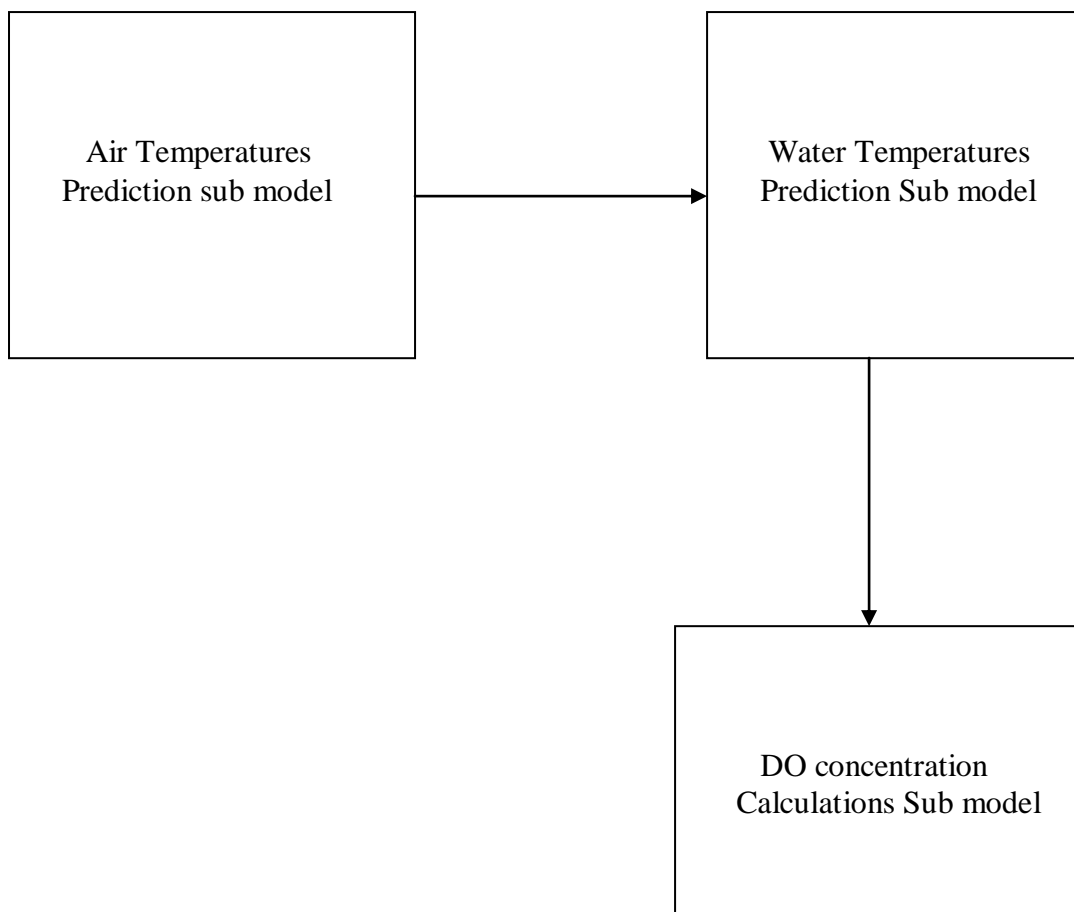 Air Temperatures
Prediction sub model
Water Temperatures
Prediction Sub model
DO concentration
Calculations Sub model